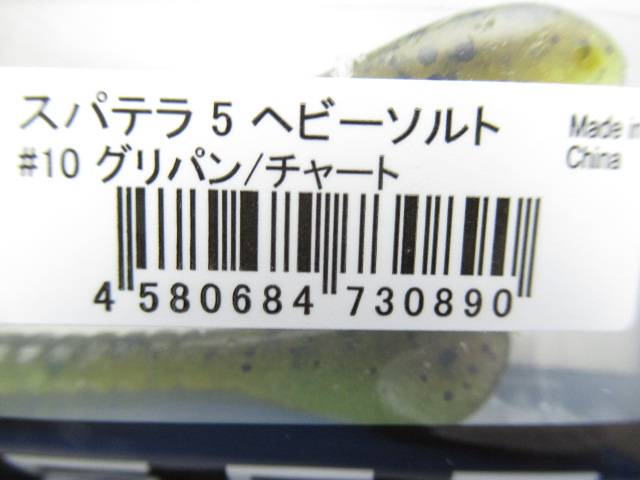 スパテラ 5 ヘビーソルト
#10 グリパン/チャート
Made in
China
4 580684 730890